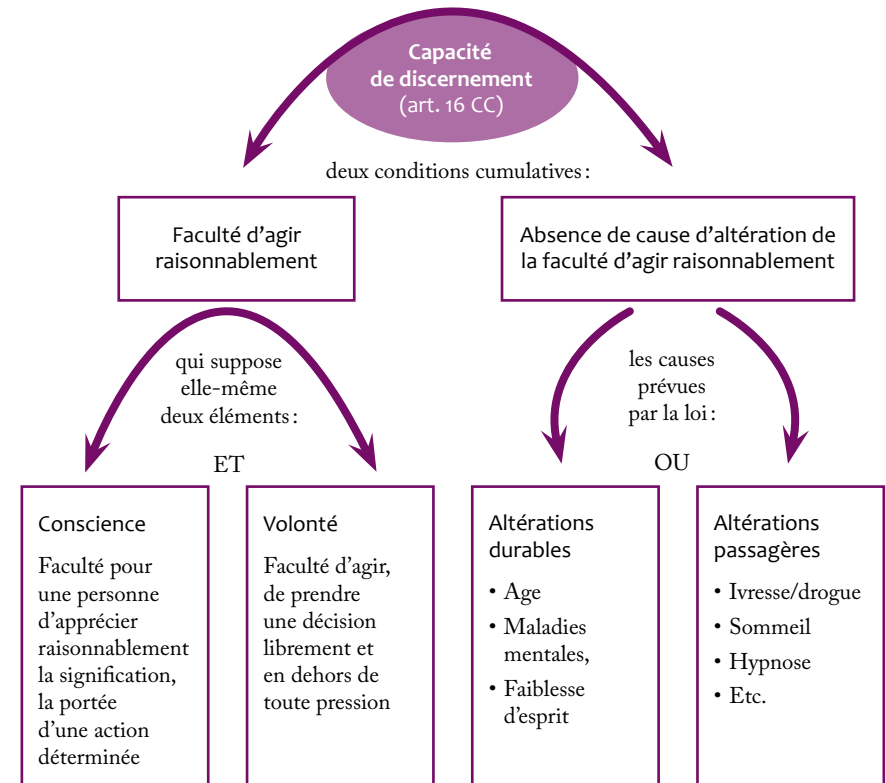 Capacité
de discernement
(art. 16 CC)
deux conditions cumulatives :
Faculté d'agir
raisonnablement
Absence de cause d'altération de
la faculté d'agir raisonnablement
qui suppose
elle-même
deux éléments :
les causes
prévues
par la loi :
ET
OU
Conscience
Faculté pour
une personne
d'apprécier
raisonnablement
la signification,
la portée
d'une action
déterminée
Volonté
Faculté d'agir,
de prendre
une décision
librement et
en dehors de
toute pression
Altérations
durables
• Age
• Maladies
mentales,
• Faiblesse
d'esprit
Altérations
passagères
• Ivresse/drogue
• Sommeil
• Hypnose
• Etc.